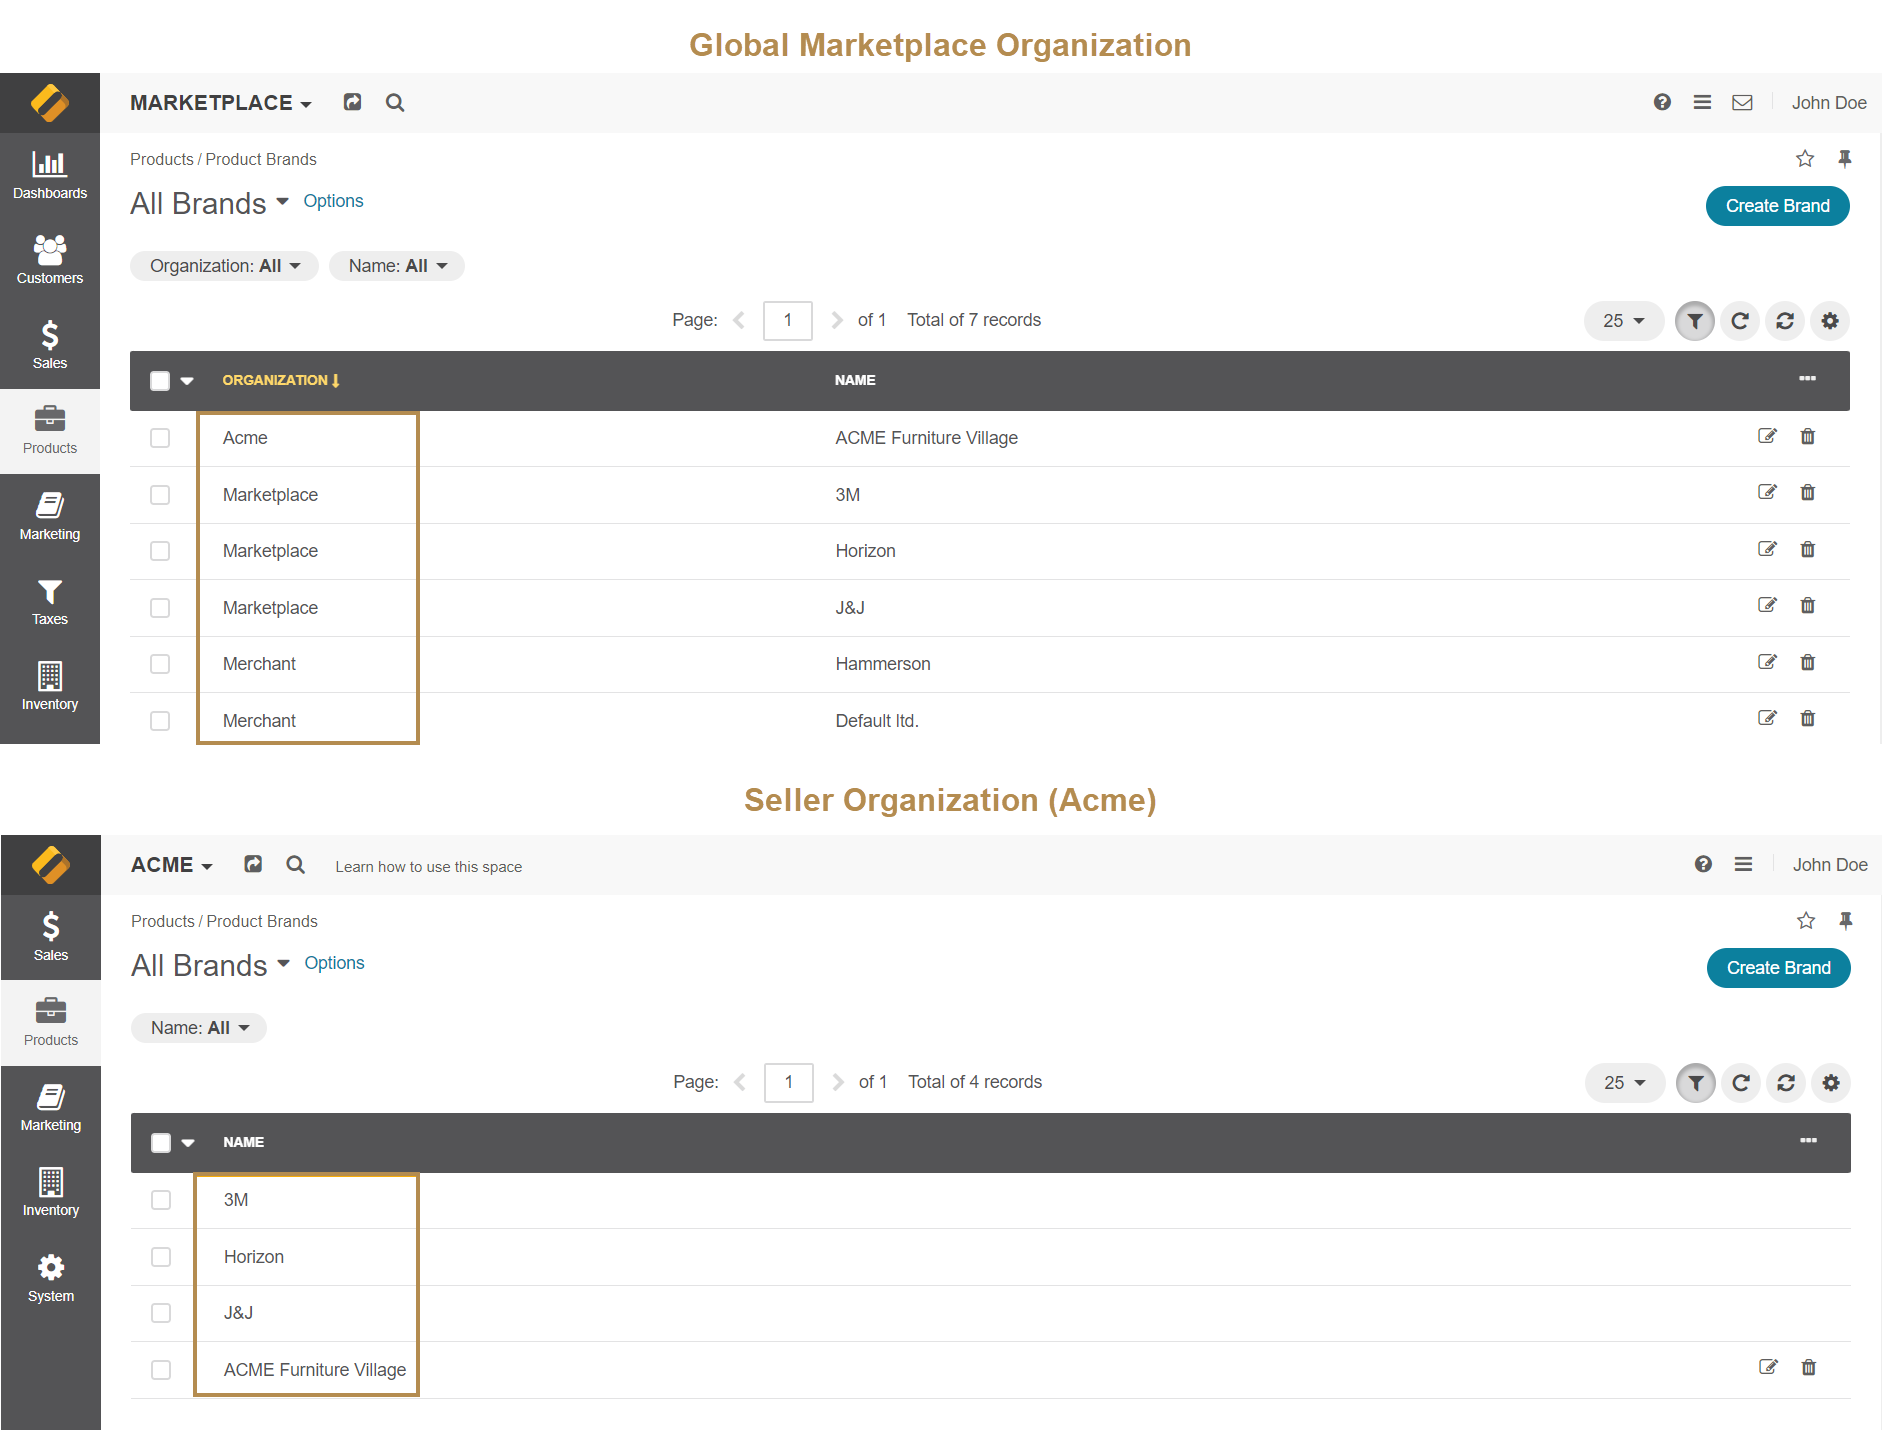 Global Marketplace Organization
MARKETPLACE
John Doe
Products / Product Brands
All Brands Options
Create Brand
Organization: All Name: All
Page: 1 of 1 Total of 7 records 25
ORGANIZATION NAME
Acme ACME Furniture Village
Marketplace 3M
Marketplace Horizon
Marketplace J&J
Merchant Hammerson
Merchant Default ltd.
Dashboards
Customers
Sales
Products
Marketing
Taxes
Inventory
Seller Organization (Acme)
ACME Learn how to use this space
John Doe
Products / Product Brands
All Brands Options
Create Brand
Name: All
Page: 1 of 1 Total of 4 records 25
NAME
3M
Horizon
J&J
ACME Furniture Village
Sales
Products
Marketing
Inventory
System